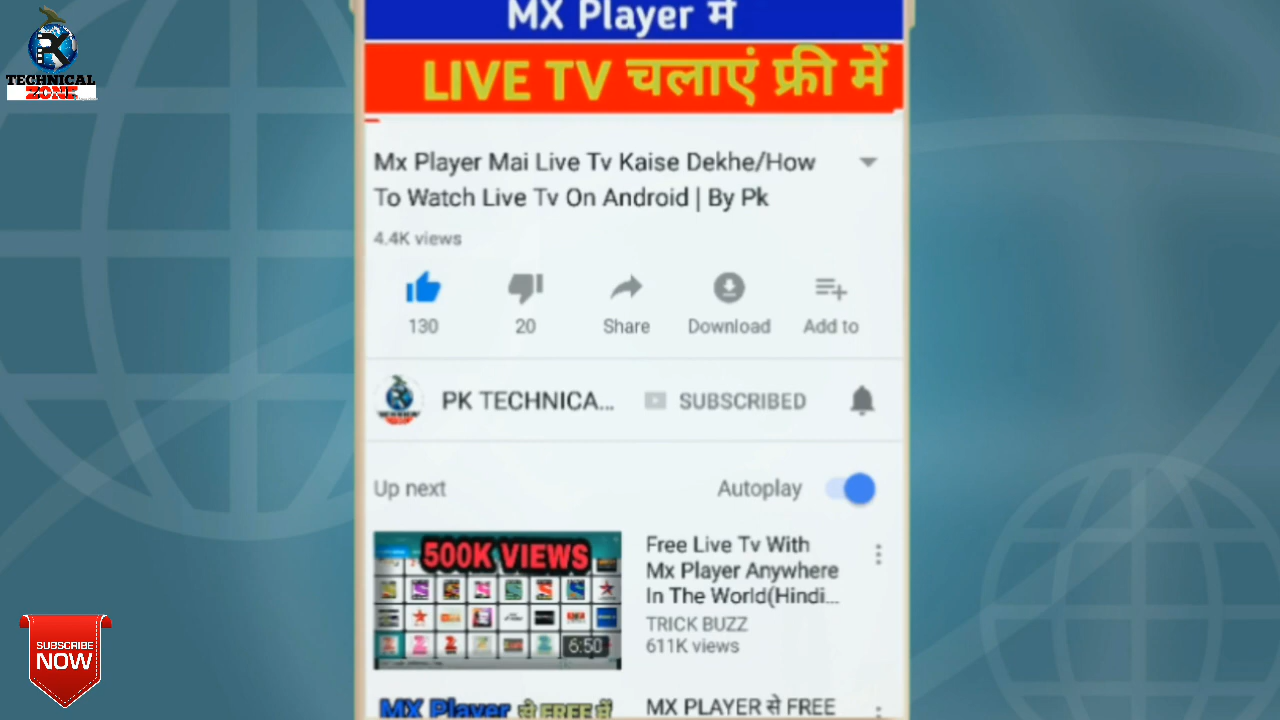 MX Player में
LIVE TV चलाएं फ्री में
TECHNICAL
ZONE
Mx Player Mai Live Tv Kaise Dekhe/How
To Watch Live Tv On Android | By Pk
4.4K views
130
20
Share
Download
Add to
PK TECHNICA...
SUBSCRIBED
Up next
Autoplay
500K VIEWS
6:50
Free Live Tv With
Mx Player Anywhere
In The World(Hindi...
TRICK BUZZ
611K views
SUBSCRIBE
NOW
MX Player से FREE में
MX PLAYER से FREE